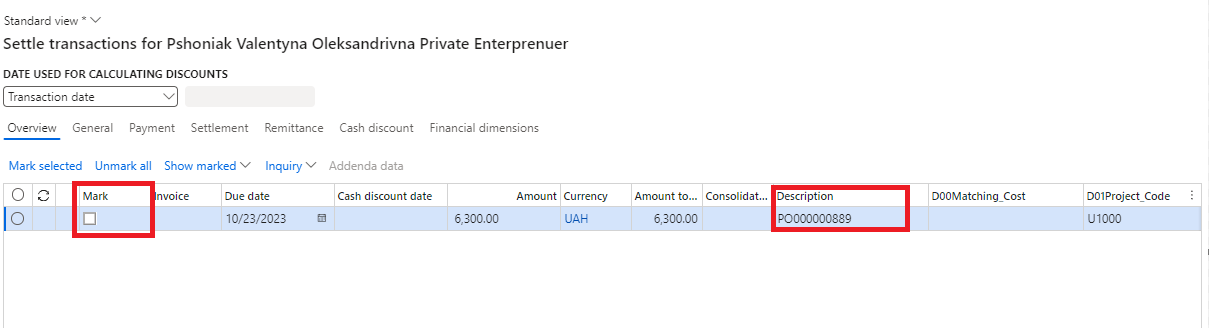 Standard view *
Settle transactions for Pshoniak Valentyna Oleksandrivna Private Enterprenuer
DATE USED FOR CALCULATING DISCOUNTS
Transaction date
Overview General Payment Settlement Remittance Cash discount Financial dimensions
Mark selected Unmark all Show marked Inquiry Addenda data
Mark Invoice Due date Cash discount date Amount Currency Amount to... Consolidat... Description D00Matching_Cost D01Project_Code
10/23/2023 6,300.00 UAH 6,300.00 PO000000889 U1000